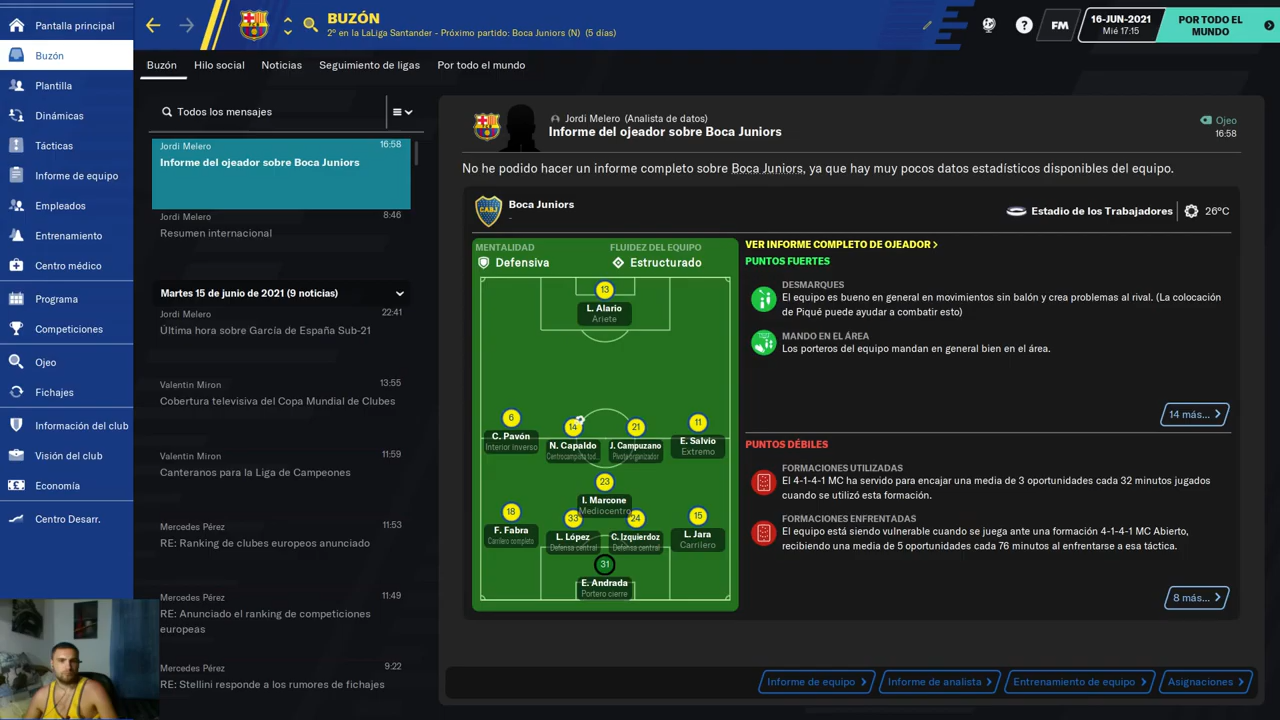 Pantalla principal
Buzón
Plantilla
Dinámicas
Tácticas
Informe de equipo
Empleados
Entrenamiento
Centro médico
Programa
Competiciones
Ojeo
Fichajes
Información del club
Visión del club
Economía
Centro Desarr.
BUZÓN
2º en la LaLiga Santander - Próximo partido: Boca Juniors (N) (5 días)
FM
16-JUN-2021
Mié 17:15
POR TODO EL
MUNDO
Buzón
Hilo social
Noticias
Seguimiento de ligas
Por todo el mundo
Todos los mensajes
Jordi Melero 16:58
Informe del ojeador sobre Boca Juniors
Jordi Melero 8:46
Resumen internacional
Martes 15 de junio de 2021 (9 noticias)
Jordi Melero 22:41
Última hora sobre García de España Sub-21
Valentin Miron 13:55
Cobertura televisiva del Copa Mundial de Clubes
Valentin Miron 11:59
Canteranos para la Liga de Campeones
Mercedes Pérez 11:53
RE: Ranking de clubes europeos anunciado
Mercedes Pérez 11:49
RE: Anunciado el ranking de competiciones
europeas
Mercedes Pérez 9:22
RE: Stellini responde a los rumores de fichajes
Jordi Melero (Analista de datos)
Informe del ojeador sobre Boca Juniors
Ojeo
16:58
No he podido hacer un informe completo sobre Boca Juniors, ya que hay muy pocos datos estadísticos disponibles del equipo.
CABJ
Boca Juniors
-
Estadio de los Trabajadores
26°C
MENTALIDAD
Defensiva
FLUIDEZ DEL EQUIPO
Estructurado
13
L. Alario
Ariete
6
C. Pavón
Interior inverso
14
N. Capaldo
Centrocampista tod...
21
J. Campuzano
Pivote organizador
11
E. Salvio
Extremo
23
I. Marcone
Mediocentro
18
F. Fabra
Carrilero completo
33
L. López
Defensa central
24
C. Izquierdoz
Defensa central
15
L. Jara
Carrilero
31
E. Andrada
Portero cierre
VER INFORME COMPLETO DE OJEADOR >
PUNTOS FUERTES
DESMARQUES
El equipo es bueno en general en movimientos sin balón y crea problemas al rival. (La colocación
de Piqué puede ayudar a combatir esto)
MANDO EN EL ÁREA
Los porteros del equipo mandan en general bien en el área.
14 más...
PUNTOS DÉBILES
FORMACIONES UTILIZADAS
El 4-1-4-1 MC ha servido para encajar una media de 3 oportunidades cada 32 minutos jugados
cuando se utilizó esta formación.
FORMACIONES ENFRENTADAS
El equipo está siendo vulnerable cuando se juega ante una formación 4-1-4-1 MC Abierto,
recibiendo una media de 5 oportunidades cada 76 minutos al enfrentarse a esa táctica.
8 más...
Informe de equipo
Informe de analista
Entrenamiento de equipo
Asignaciones